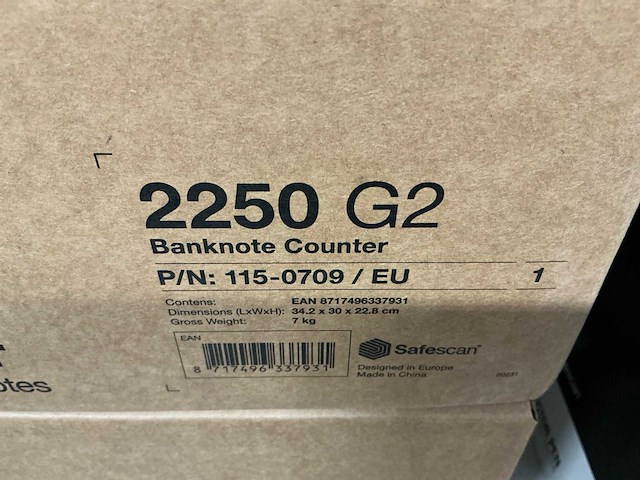 2250 G2
Banknote Counter
P/N: 115-0709 / EU 1
Contens: EAN 8717496337931
Dimensions (LxWxH): 34.2 x 30 x 22.8 cm
Gross Weight: 7 kg
EAN
8 717496 337931
Safescan®
Designed in Europe
Made in China